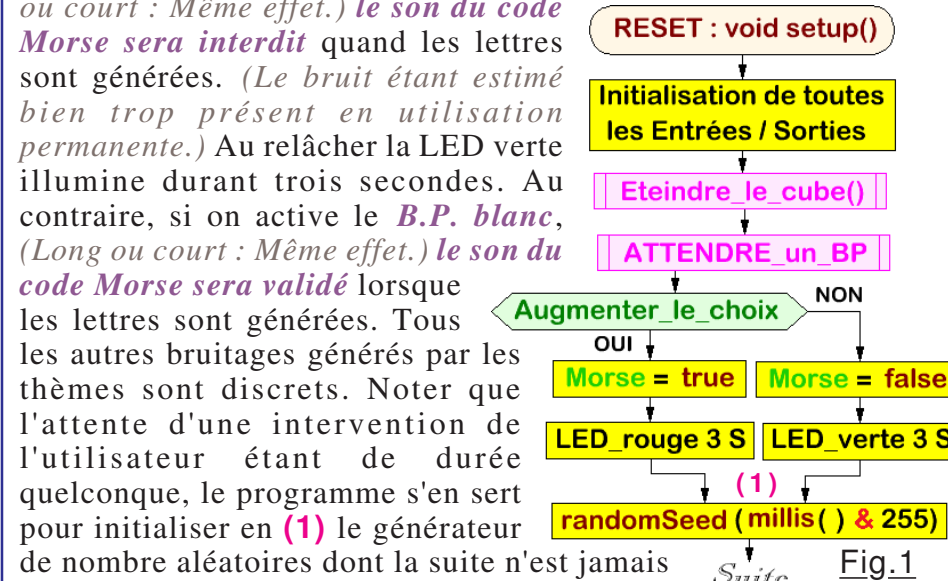 ou court : Même effet.) le son du code
Morse sera interdit quand les lettres
sont générées. (Le bruit étant estimé
bien trop présent en utilisation
permanente.) Au relâcher la LED verte
illumine durant trois secondes. Au
contraire, si on active le B.P. blanc,
(Long ou court : Même effet.) le son du
code Morse sera validé lorsque
les lettres sont générées. Tous
les autres bruitages générés par les
thèmes sont discrets. Noter que
l'attente d'une intervention de
l'utilisateur étant de durée
quelconque, le programme s'en sert
pour initialiser en (1) le générateur
de nombre aléatoires dont la suite n'est jamais
RESET : void setup()
Initialisation de toutes
les Entrées / Sorties
Eteindre_le_cube()
ATTENDRE_un_BP
Augmenter_le_choix
NON
OUI
Morse = true
Morse = false
LED_rouge 3 S
LED_verte 3 S
(1)
randomSeed ( millis( ) & 255)
Suite
Fig.1